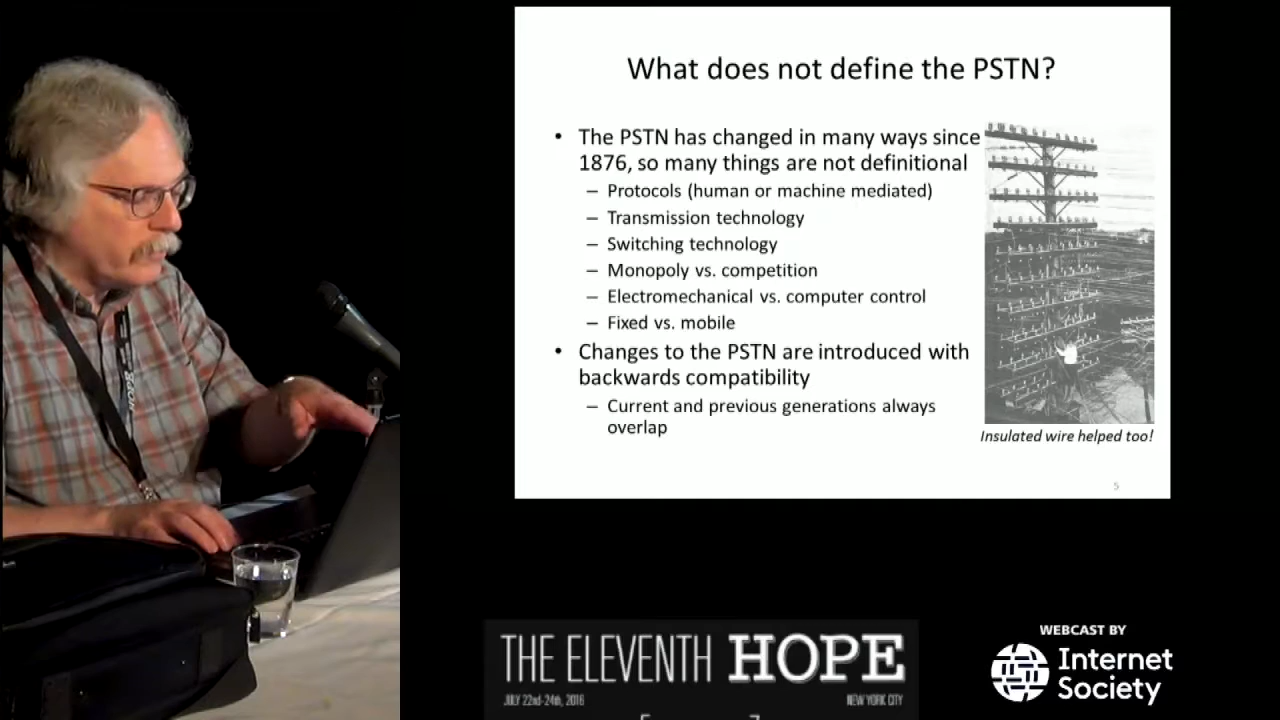 What does not define the PSTN?
• The PSTN has changed in many ways since
1876, so many things are not definitional
– Protocols (human or machine mediated)
– Transmission technology
– Switching technology
– Monopoly vs. competition
– Electromechanical vs. computer control
– Fixed vs. mobile
• Changes to the PSTN are introduced with
backwards compatibility
– Current and previous generations always
overlap
Insulated wire helped too!
5
HOPE
THE ELEVENTH HOPE
JULY 22nd-24th, 2016
NEW YORK CITY
WEBCAST BY
Internet
Society